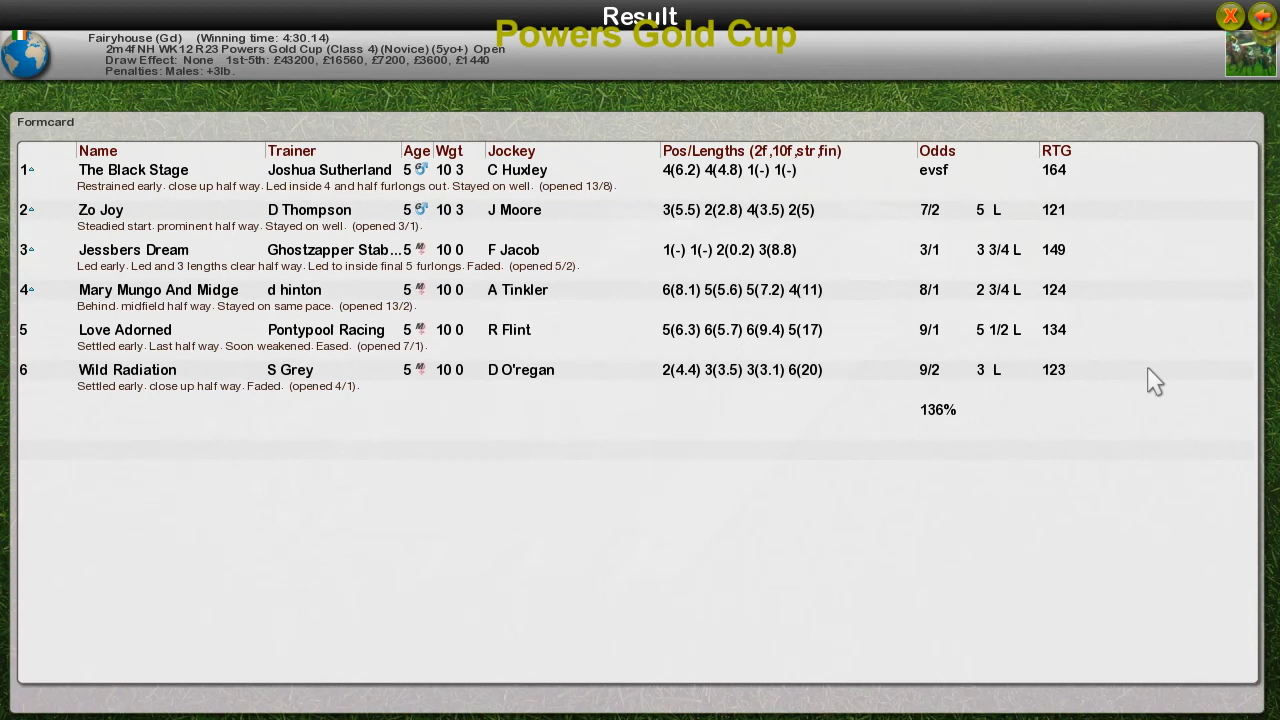 Result
Powers Gold Cup
Fairyhouse (Gd) (Winning time: 4:30.14)
2m4f NH WK12 R23 Powers Gold Cup (Class 4) (Novice) (5yo+) Open
Draw Effect: None 1st-5th: £43200, £16560, £7200, £3600, £1440
Penalties: Males: +3lb.
Formcard
Name Trainer Age Wgt Jockey Pos/Lengths (2f,10f,str,fin) Odds RTG
1 The Black Stage Joshua Sutherland 5 10 3 C Huxley 4(6.2) 4(4.8) 1(-) 1(-) evsf 164
Restrained early. close up half way. Led inside 4 and half furlongs out. Stayed on well. (opened 13/8).
2 Zo Joy D Thompson 5 10 3 J Moore 3(5.5) 2(2.8) 4(3.5) 2(5) 7/2 5 L 121
Steadied start. prominent half way. Stayed on well. (opened 3/1).
3 Jessbers Dream Ghostzapper Stab... 5 10 0 F Jacob 1(-) 1(-) 2(0.2) 3(8.8) 3/1 3 3/4 L 149
Led early. Led and 3 lengths clear half way. Led to inside final 5 furlongs. Faded. (opened 5/2).
4 Mary Mungo And Midge d hinton 5 10 0 A Tinkler 6(8.1) 5(5.6) 5(7.2) 4(11) 8/1 2 3/4 L 124
Behind. midfield half way. Stayed on same pace. (opened 13/2).
5 Love Adorned Pontypool Racing 5 10 0 R Flint 5(6.3) 6(5.7) 6(9.4) 5(17) 9/1 5 1/2 L 134
Settled early. Last half way. Soon weakened. Eased. (opened 7/1).
6 Wild Radiation S Grey 5 10 0 D O'regan 2(4.4) 3(3.5) 3(3.1) 6(20) 9/2 3 L 123
Settled early. close up half way. Faded. (opened 4/1).
136%